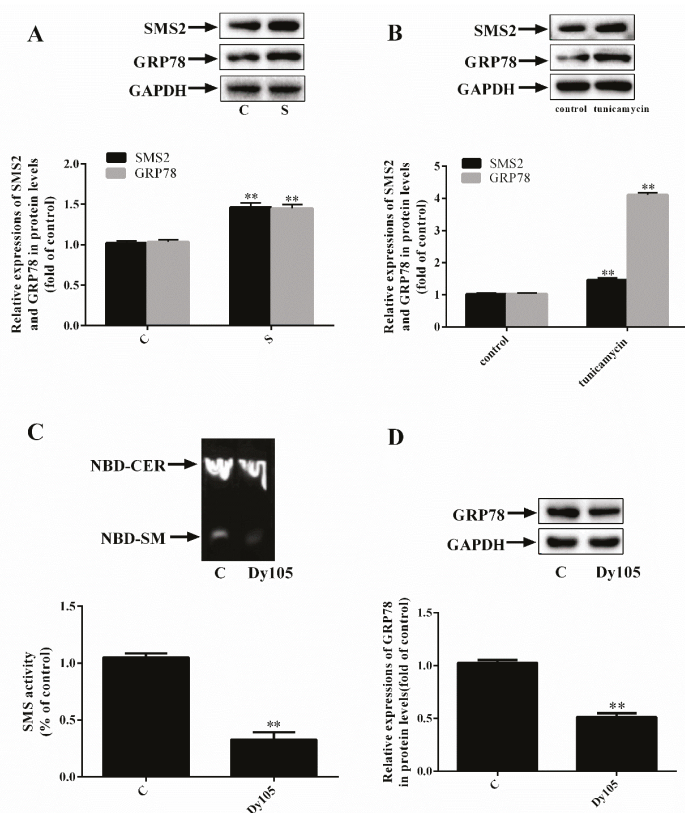 A
SMS2
GRP78
GAPDH
C S
Relative expressions of SMS2
and GRP78 in protein levels
(fold of control)
SMS2
GRP78
2.0
1.5
1.0
0.5
0.0
** **
C S
B
SMS2
GRP78
GAPDH
control tunicamycin
Relative expressions of SMS2
and GRP78 in protein levels
(fold of control)
SMS2
GRP78
5
4
2
1
0
**
**
control tunicamycin
C
NBD-CER
NBD-SM
C Dy105
SMS activity
(% of control)
1.5
1.0
0.5
0.0
**
C Dy105
D
GRP78
GAPDH
C Dy105
Relative expressions of GRP78
in protein levels(fold of control)
1.5
1.0
0.5
0.0
**
C Dy105